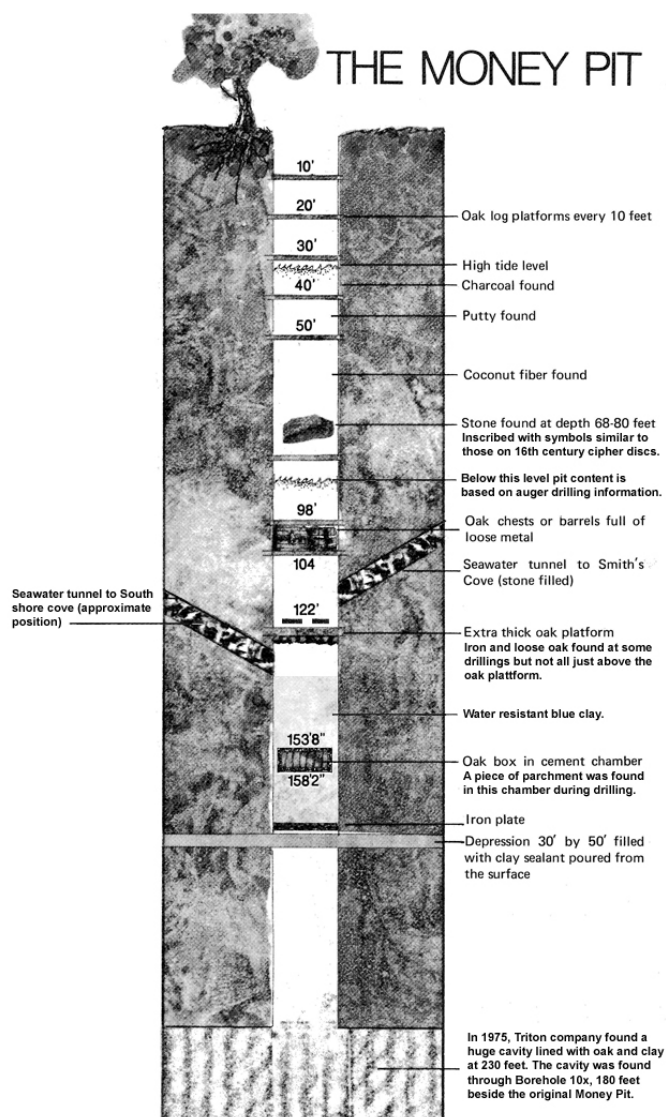 THE MONEY PIT
10'
20'
Oak log platforms every 10 feet
30'
High tide level
40'
Charcoal found
Putty found
50'
Coconut fiber found
Stone found at depth 68-80 feet
Inscribed with symbols similar to
those on 16th century cipher discs.
Below this level pit content is
based on auger drilling information.
98'
Oak chests or barrels full of
loose metal
104
Seawater tunnel to Smith's
Cove (stone filled)
Seawater tunnel to South
shore cove (approximate
position)
122'
Extra thick oak platform
Iron and loose oak found at some
drillings but not all just above the
oak plattform.
Water resistant blue clay.
153'8"
Oak box in cement chamber
A piece of parchment was found
in this chamber during drilling.
158'2"
Iron plate
Depression 30' by 50' filled
with clay sealant poured from
the surface
In 1975, Triton company found a
huge cavity lined with oak and clay
at 230 feet. The cavity was found
through Borehole 10x, 180 feet
beside the original Money Pit.